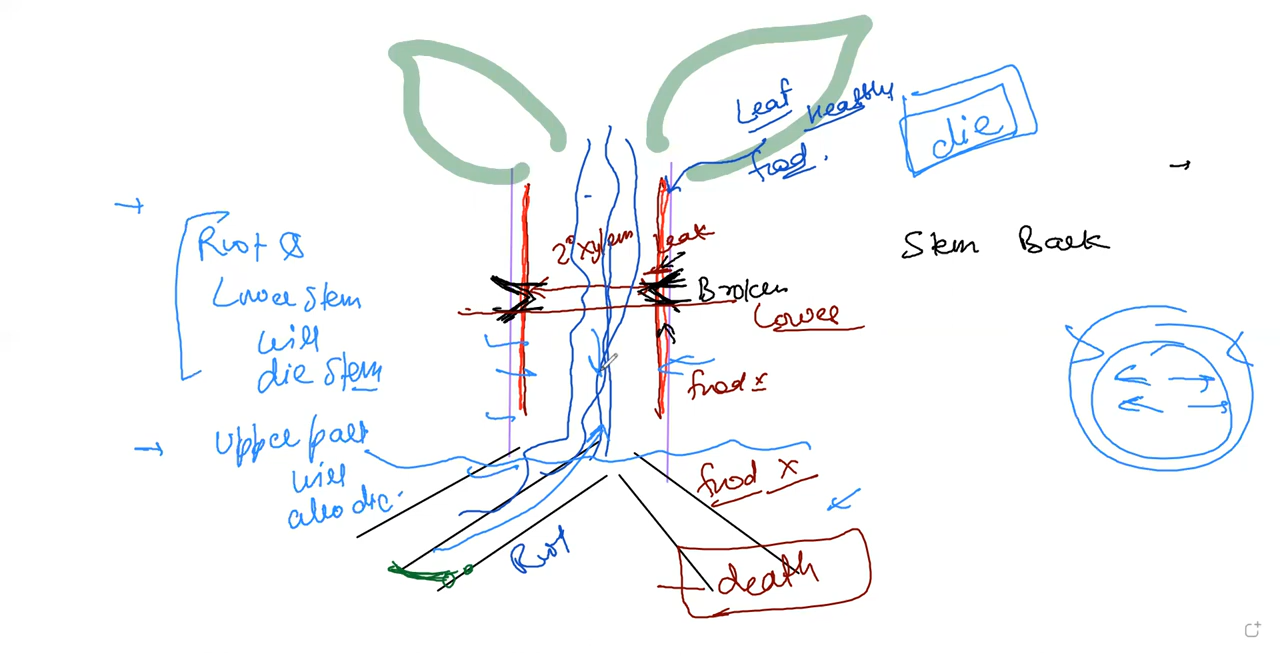 Leaf healthy
food.
die
Root &
Lower stem
will
die stem
2° xylem
leak
Broken
Lower
food x
Stem Bark
Upper part
will
also die.
food x
Root
death